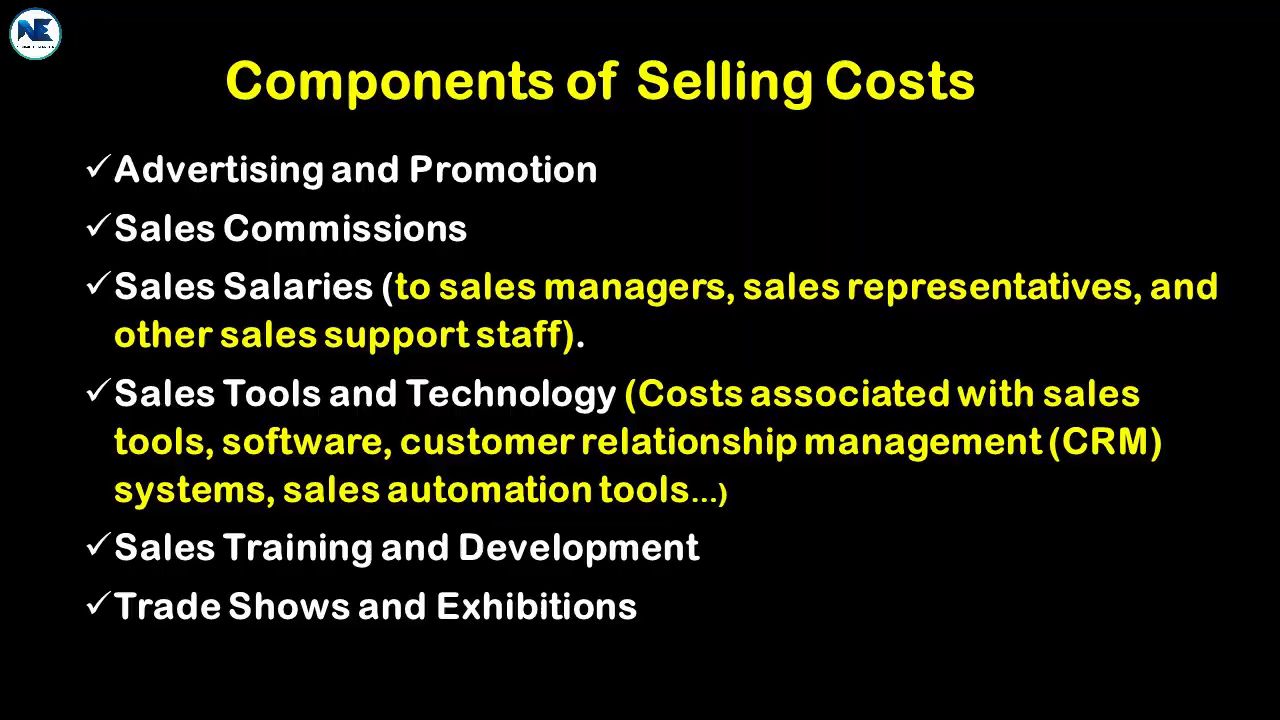 NE
Components of Selling Costs
✓Advertising and Promotion
✓Sales Commissions
✓Sales Salaries (to sales managers, sales representatives, and
other sales support staff).
✓Sales Tools and Technology (Costs associated with sales
tools, software, customer relationship management (CRM)
systems, sales automation tools...)
✓Sales Training and Development
✓Trade Shows and Exhibitions